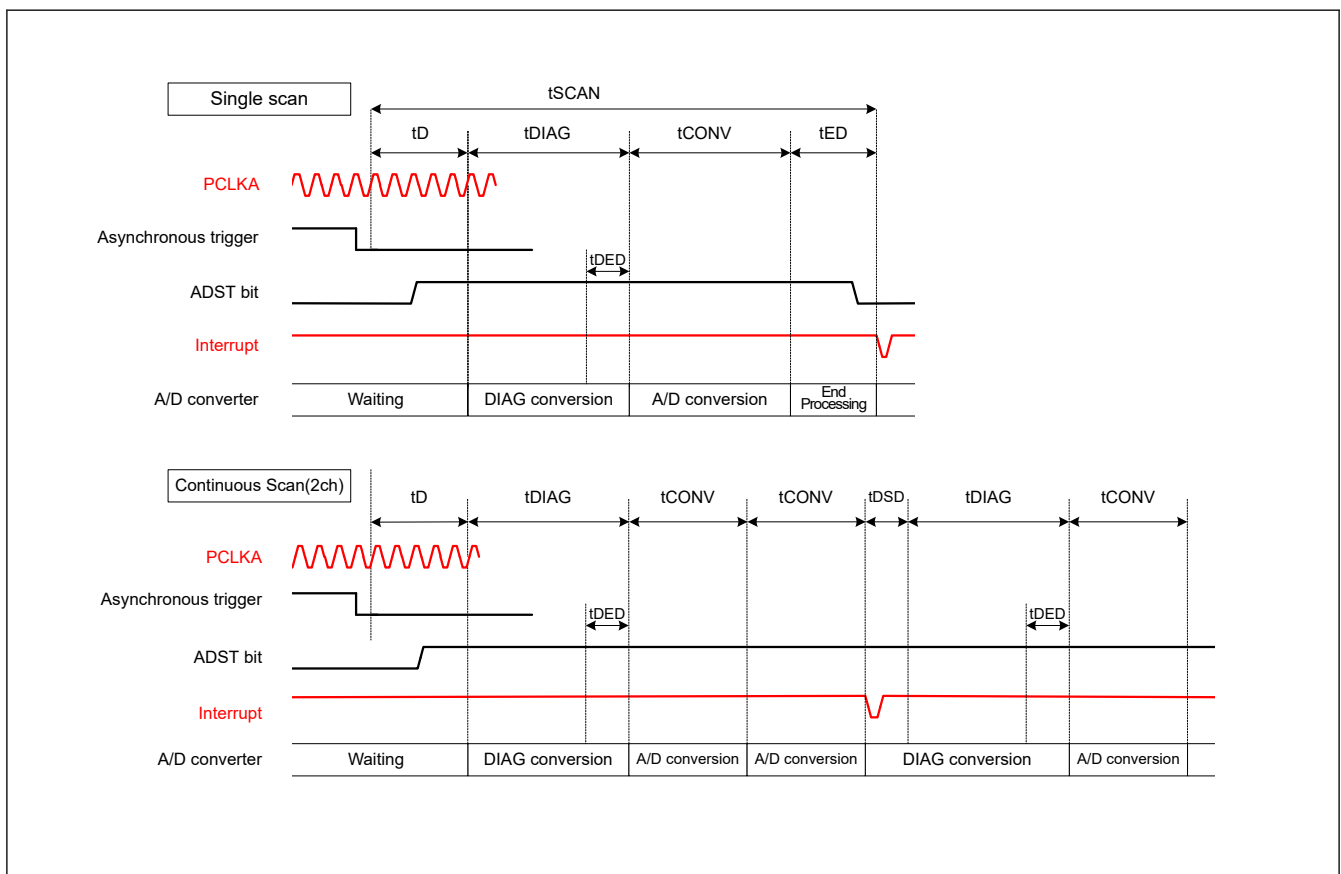 Single scan
tSCAN
tD tDIAG tCONV tED
PCLKA
Asynchronous trigger
tDED
ADST bit
Interrupt
A/D converter Waiting DIAG conversion A/D conversion End Processing
Continuous Scan(2ch)
tD tDIAG tCONV tCONV tDSD tDIAG tCONV
PCLKA
Asynchronous trigger
tDED tDED
ADST bit
Interrupt
A/D converter Waiting DIAG conversion A/D conversion A/D conversion DIAG conversion A/D conversion